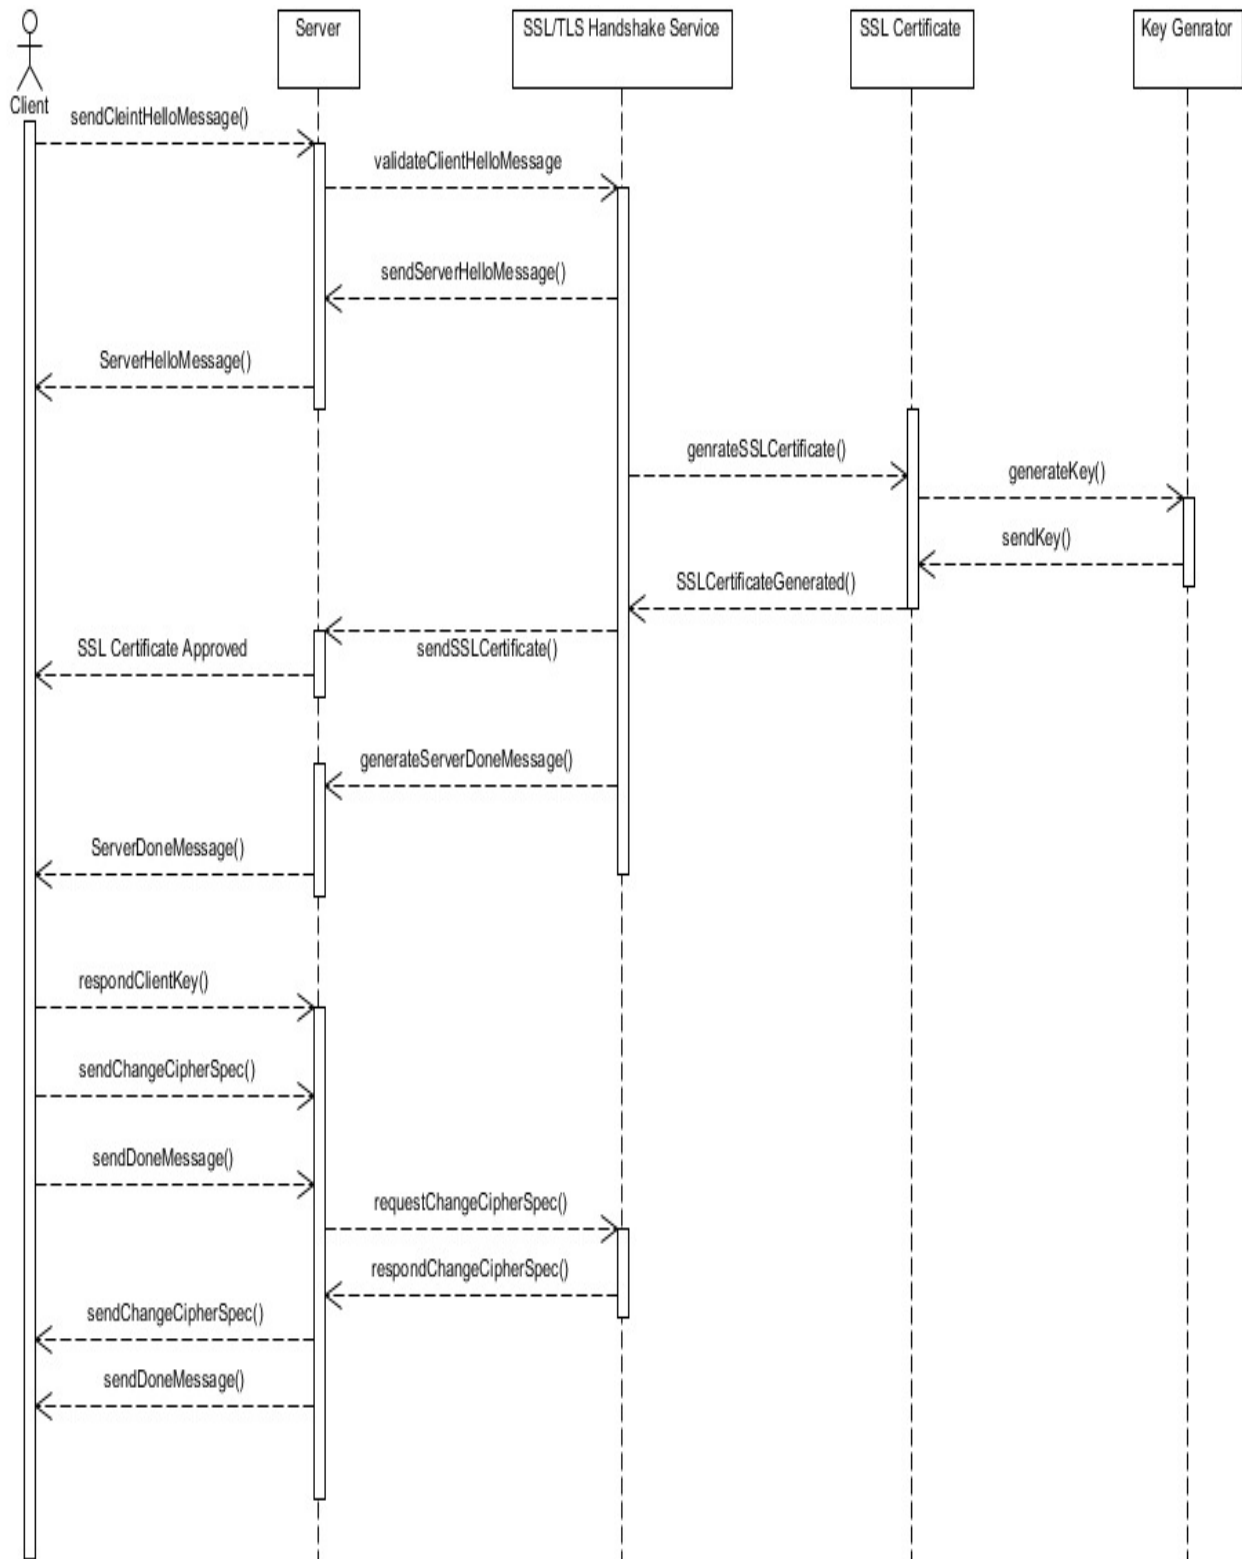 Server
SSL/TLS Handshake Service
SSL Certificate
Key Genrator
Client
sendCleintHelloMessage()
validateClientHelloMessage
sendServerHelloMessage()
ServerHelloMessage()
genrateSSLCertificate()
generateKey()
sendKey()
SSLCertificateGenerated()
sendSSLCertificate()
SSL Certificate Approved
generateServerDoneMessage()
ServerDoneMessage()
respondClientKey()
sendChangeCipherSpec()
sendDoneMessage()
requestChangeCipherSpec()
respondChangeCipherSpec()
sendChangeCipherSpec()
sendDoneMessage()